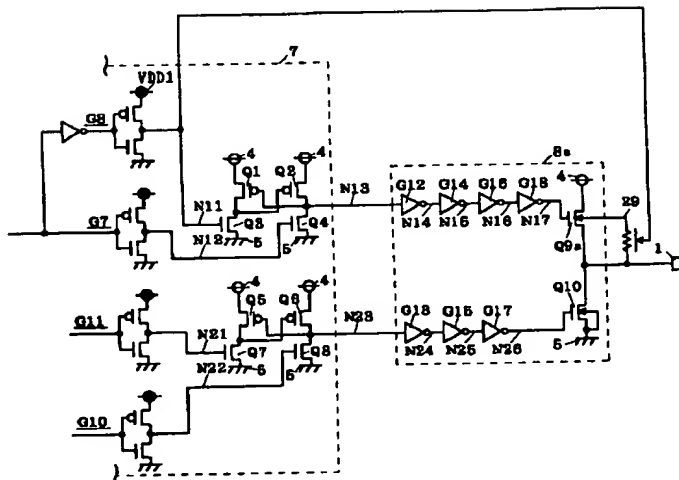 7
VDD1
G8
8a
4
4
4
Q1
Q2
N13
G12
G14
G16
G18
29
N11
Q3
Q4
N14
N15
N16
N17
G7
N12
5
5
Q9a
1
4
4
Q5
Q6
N23
Q10
G11
N21
Q7
Q8
G13
G15
G17
N22
5
5
N24
N25
N26
5
G10